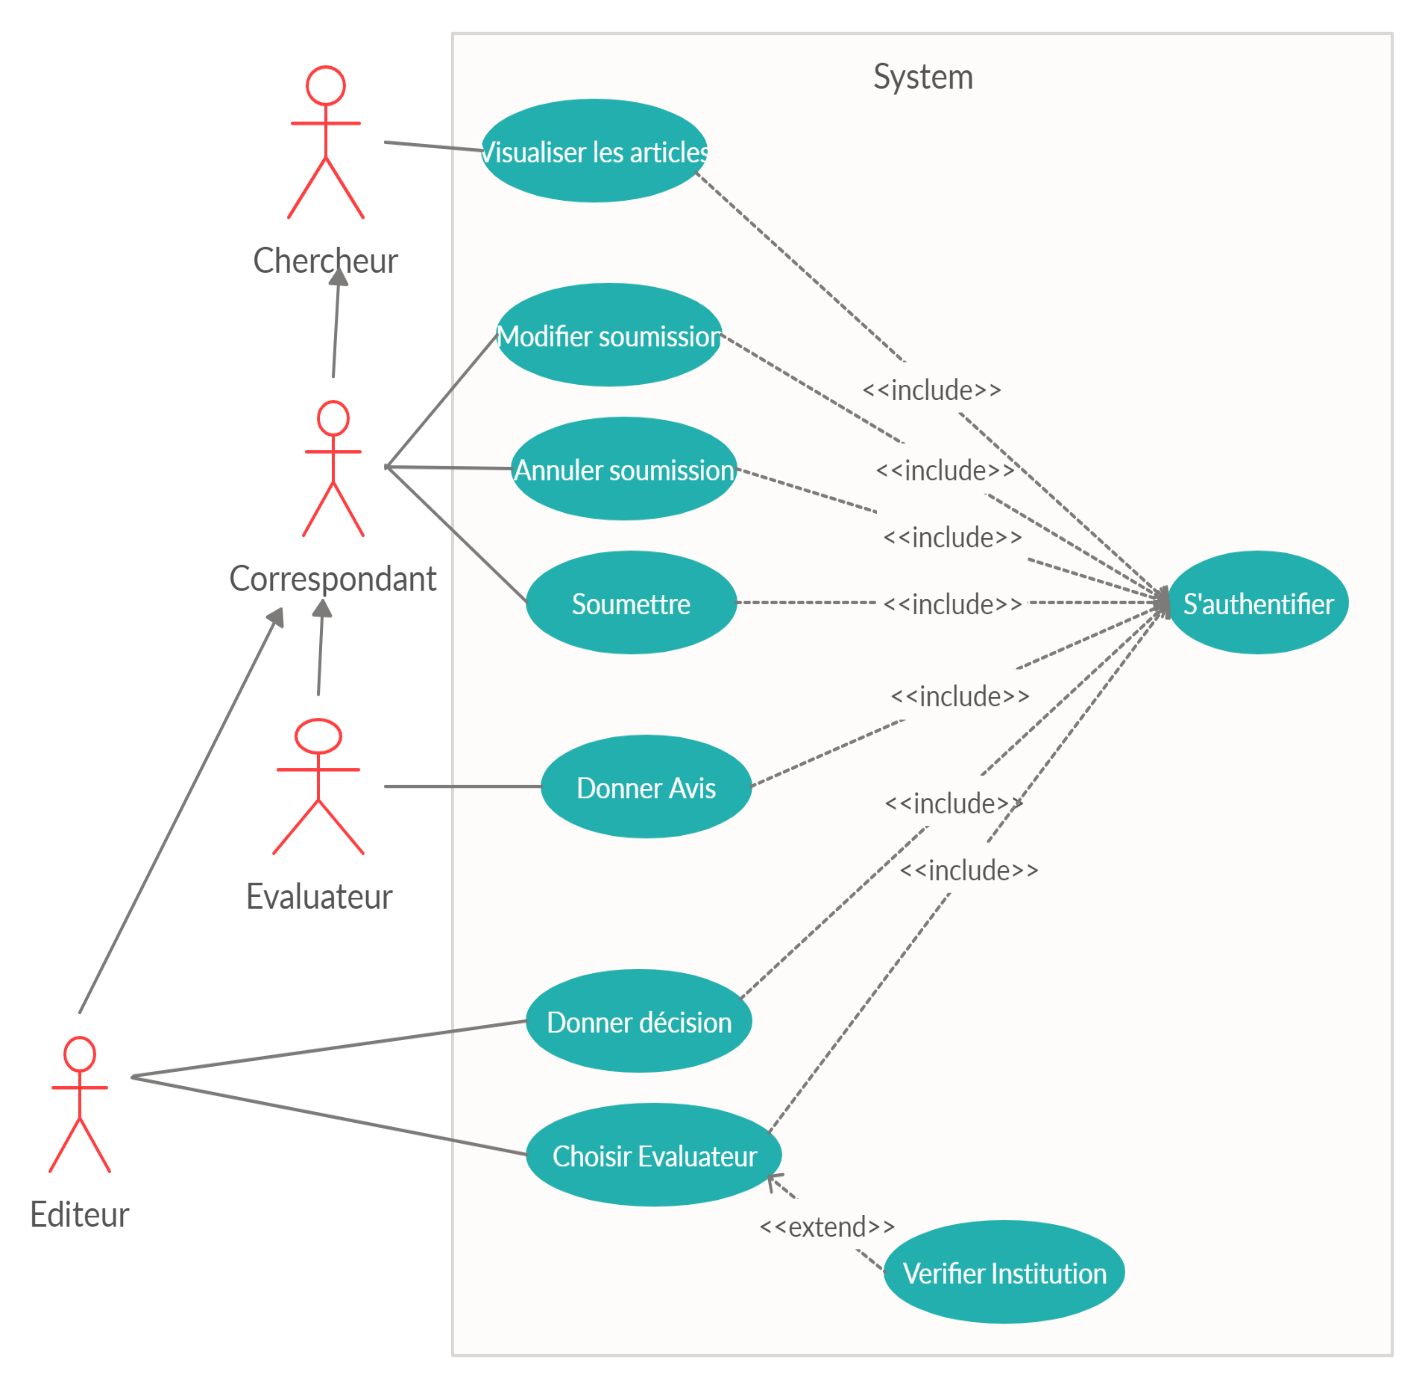 System
Visualiser les articles
Chercheur
Modifier soumission
<<include>>
Annuler soumission
<<include>>
<<include>>
Correspondant
Soumettre
<<include>>
S'authentifier
<<include>>
Donner Avis
<<include>>
Evaluateur
<<include>>
Donner décision
Choisir Evaluateur
Editeur
<<extend>>
Verifier Institution